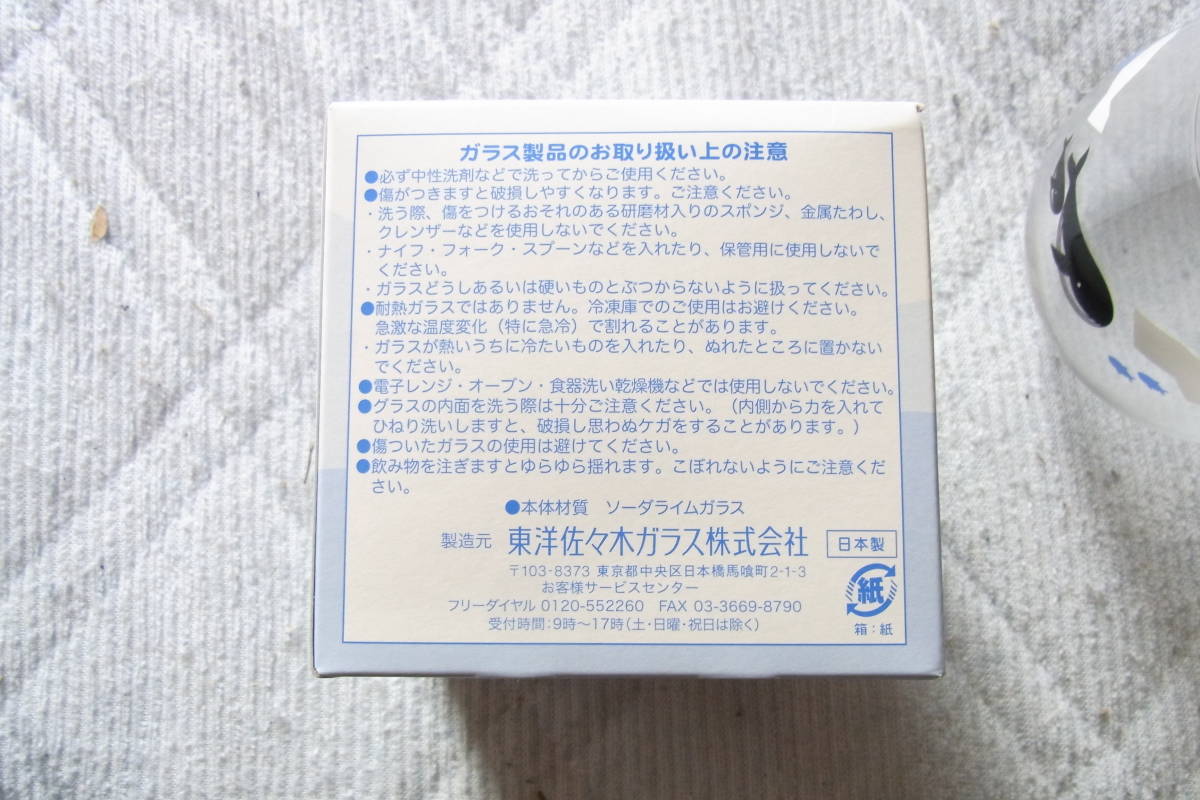 ガラス製品のお取り扱い上の注意
●必ず中性洗剤などで洗ってからご使用ください。
●傷がつきますと破損しやすくなります。ご注意ください。
・洗う際、傷をつけるおそれのある研磨材入りのスポンジ、金属たわし、
クレンザーなどを使用しないでください。
・ナイフ・フォーク・スプーンなどを入れたり、保管用に使用しないで
ください。
・ガラスどうしあるいは硬いものとぶつからないように扱ってください。
●耐熱ガラスではありません。冷凍庫でのご使用はお避けください。
急激な温度変化（特に急冷）で割れることがあります。
・ガラスが熱いうちに冷たいものを入れたり、ぬれたところに置かない
でください。
●電子レンジ・オーブン・食器洗い乾燥機などでは使用しないでください。
●グラスの内面を洗う際は十分ご注意ください。（内側から力を入れて
ひねり洗いしますと、破損し思わぬケガをすることがあります。）
●傷ついたガラスの使用は避けてください。
●飲み物を注ぎますとゆらゆら揺れます。こぼれないようにご注意くだ
さい。
●本体材質　ソーダライムガラス
製造元 東洋佐々木ガラス株式会社 日本製
〒103-8373 東京都中央区日本橋馬喰町2-1-3
お客様サービスセンター
フリーダイヤル 0120-552260 FAX 03-3669-8790
受付時間：9時〜17時（土・日曜・祝日は除く）
紙
箱：紙